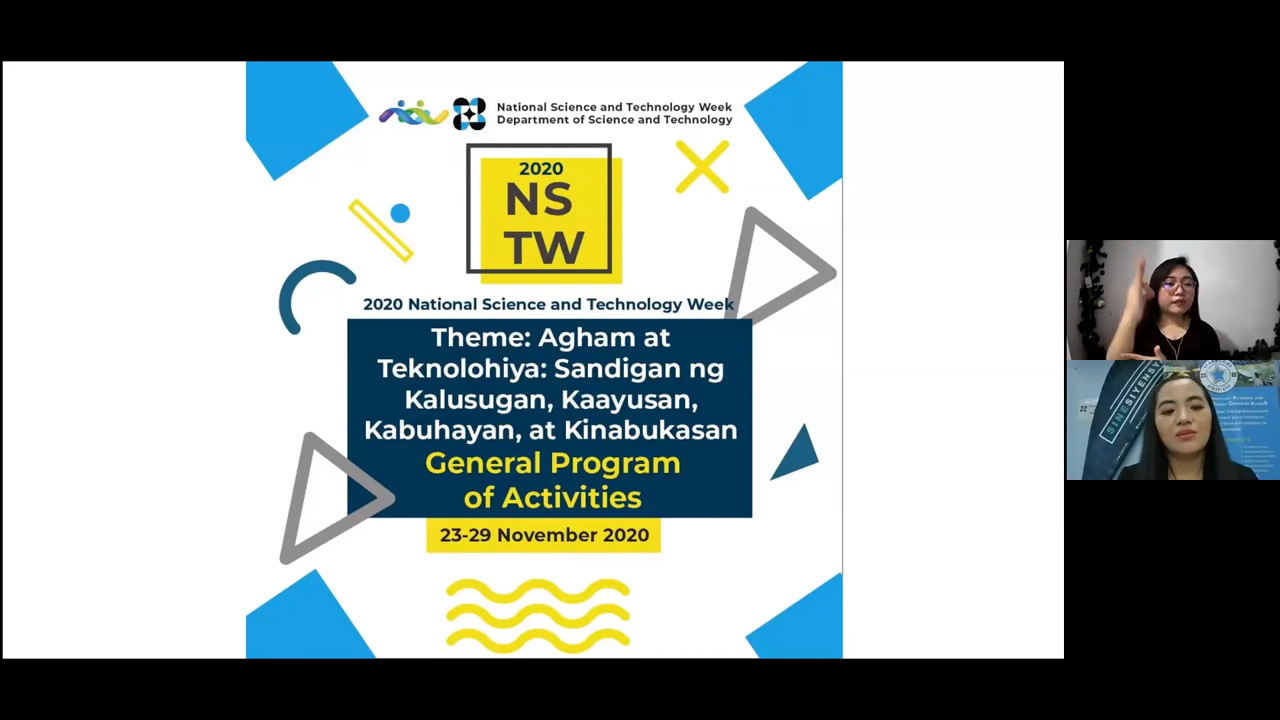 National Science and Technology Week
Department of Science and Technology
2020
NS
TW
2020 National Science and Technology Week
Theme: Agham at
Teknolohiya: Sandigan ng
Kalusugan, Kaayusan,
Kabuhayan, at Kinabukasan
General Program
of Activities
23-29 November 2020
SINESIYENSYA